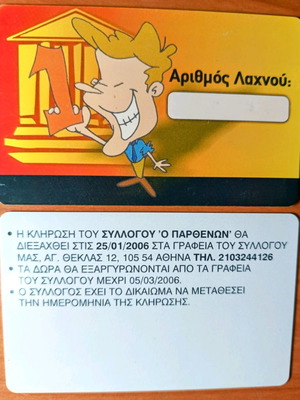 1
Αριθμός Λαχνού:
• Η ΚΛΗΡΩΣΗ ΤΟΥ ΣΥΛΛΟΓΟΥ 'Ο ΠΑΡΘΕΝΩΝ' ΘΑ
ΔΙΕΞΑΧΘΕΙ ΣΤΙΣ 25/01/2006 ΣΤΑ ΓΡΑΦΕΙΑ ΤΟΥ ΣΥΛΛΟΓΟΥ
ΜΑΣ, ΑΓ. ΘΕΚΛΑΣ 12, 105 54 ΑΘΗΝΑ ΤΗΛ. 2103244126
• ΤΑ ΔΩΡΑ ΘΑ ΕΞΑΡΓΥΡΩΝΟΝΤΑΙ ΑΠΟ ΤΑ ΓΡΑΦΕΙΑ
ΤΟΥ ΣΥΛΛΟΓΟΥ ΜΕΧΡΙ 05/03/2006.
• Ο ΣΥΛΛΟΓΟΣ ΕΧΕΙ ΤΟ ΔΙΚΑΙΩΜΑ ΝΑ ΜΕΤΑΘΕΣΕΙ
ΤΗΝ ΗΜΕΡΟΜΗΝΙΑ ΤΗΣ ΚΛΗΡΩΣΗΣ.